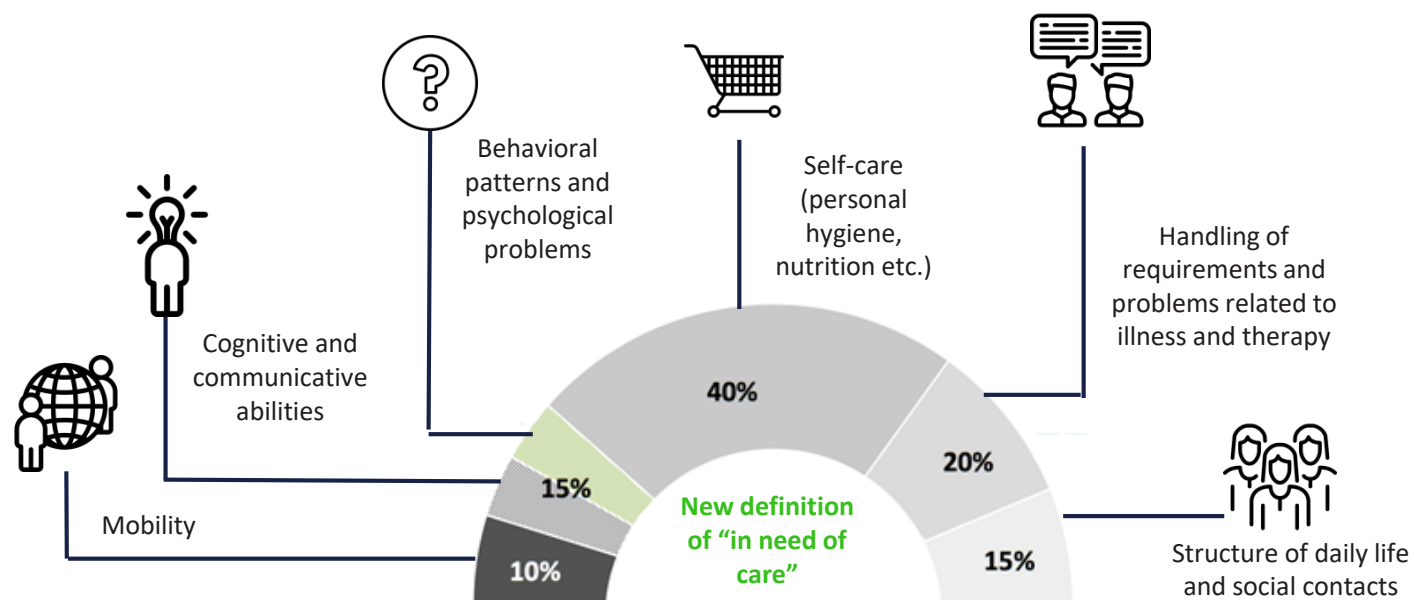 Behavioral
patterns and
psychological
problems
Self-care
(personal
hygiene,
nutrition etc.)
Handling of
requirements and
problems related to
illness and therapy
Cognitive and
communicative
abilities
Mobility
Structure of daily life
and social contacts
40%
20%
15%
15%
10%
New definition
of “in need of
care”